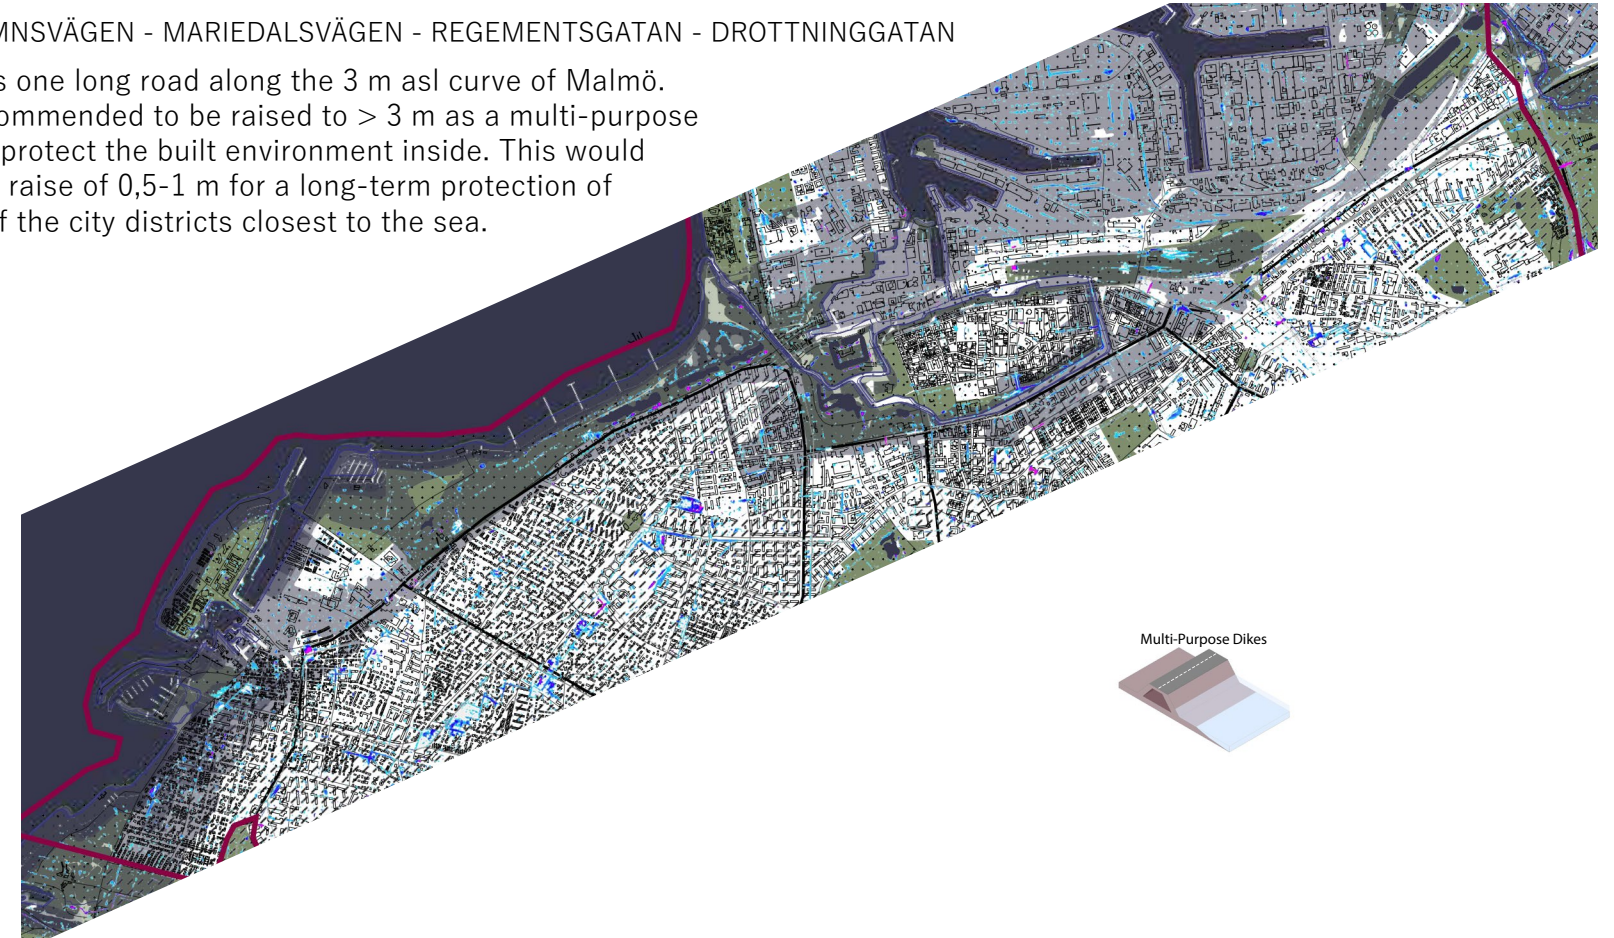 MNSVÄGEN - MARIEDALSVÄGEN - REGEMENTSGATAN - DROTTNINGGATAN
s one long road along the 3 m asl curve of Malmö.
ommended to be raised to > 3 m as a multi-purpose
protect the built environment inside. This would
raise of 0,5-1 m for a long-term protection of
f the city districts closest to the sea.
Multi-Purpose Dikes